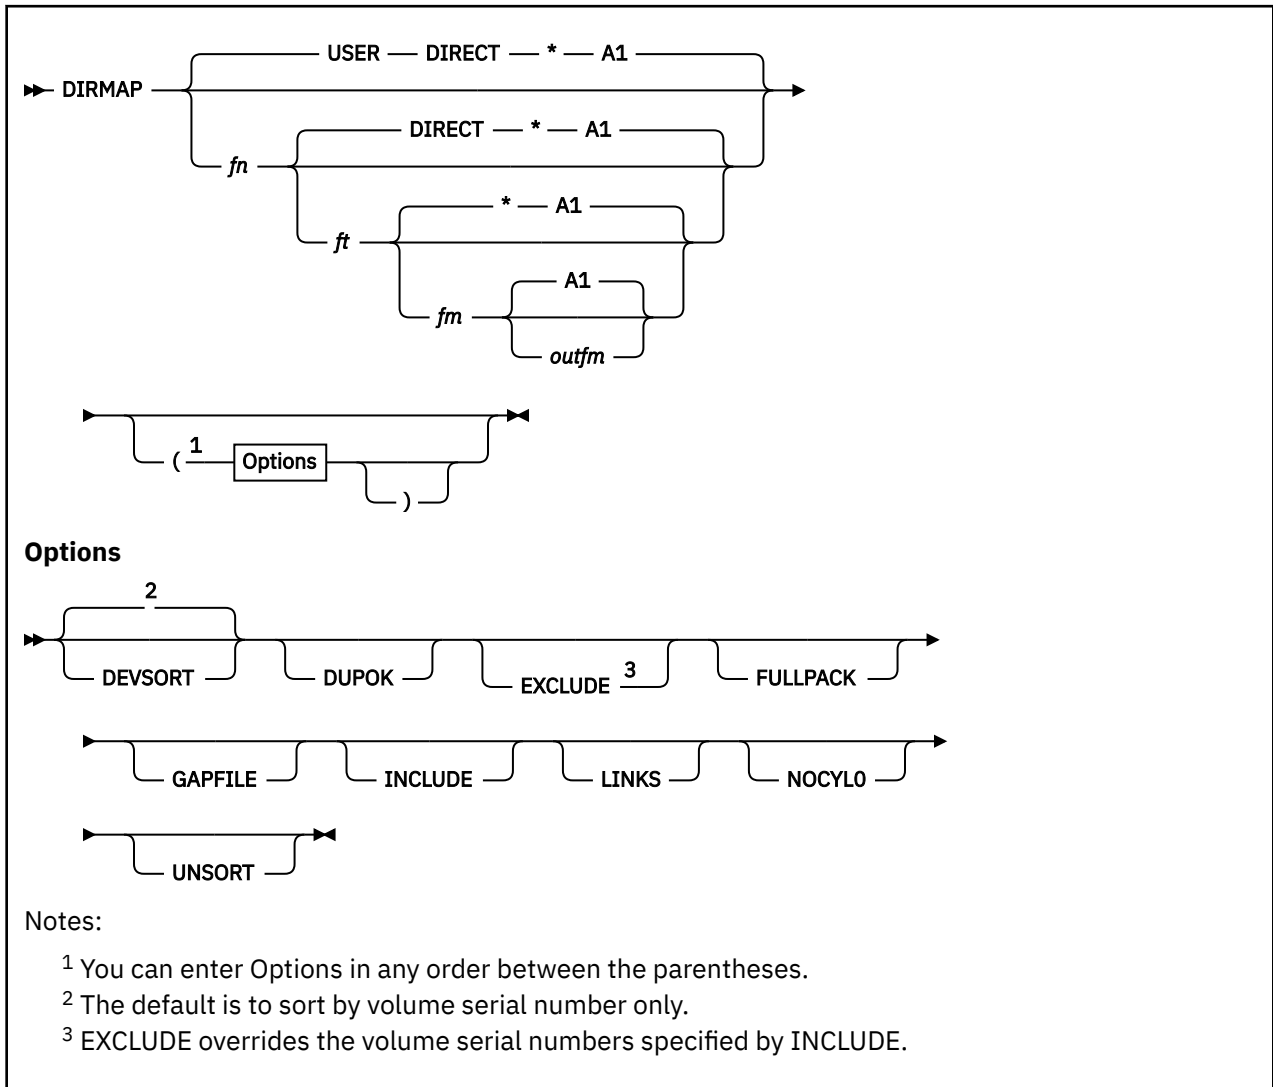 USER DIRECT * A1
DIRMAP
DIRECT * A1
fn
* A1
ft
A1
fm
outfm
( 1 Options
)
Options
2
DEVSORT DUPOK EXCLUDE 3 FULLPACK
GAPFILE INCLUDE LINKS NOCYL0
UNSORT
Notes:
1 You can enter Options in any order between the parentheses.
2 The default is to sort by volume serial number only.
3 EXCLUDE overrides the volume serial numbers specified by INCLUDE.